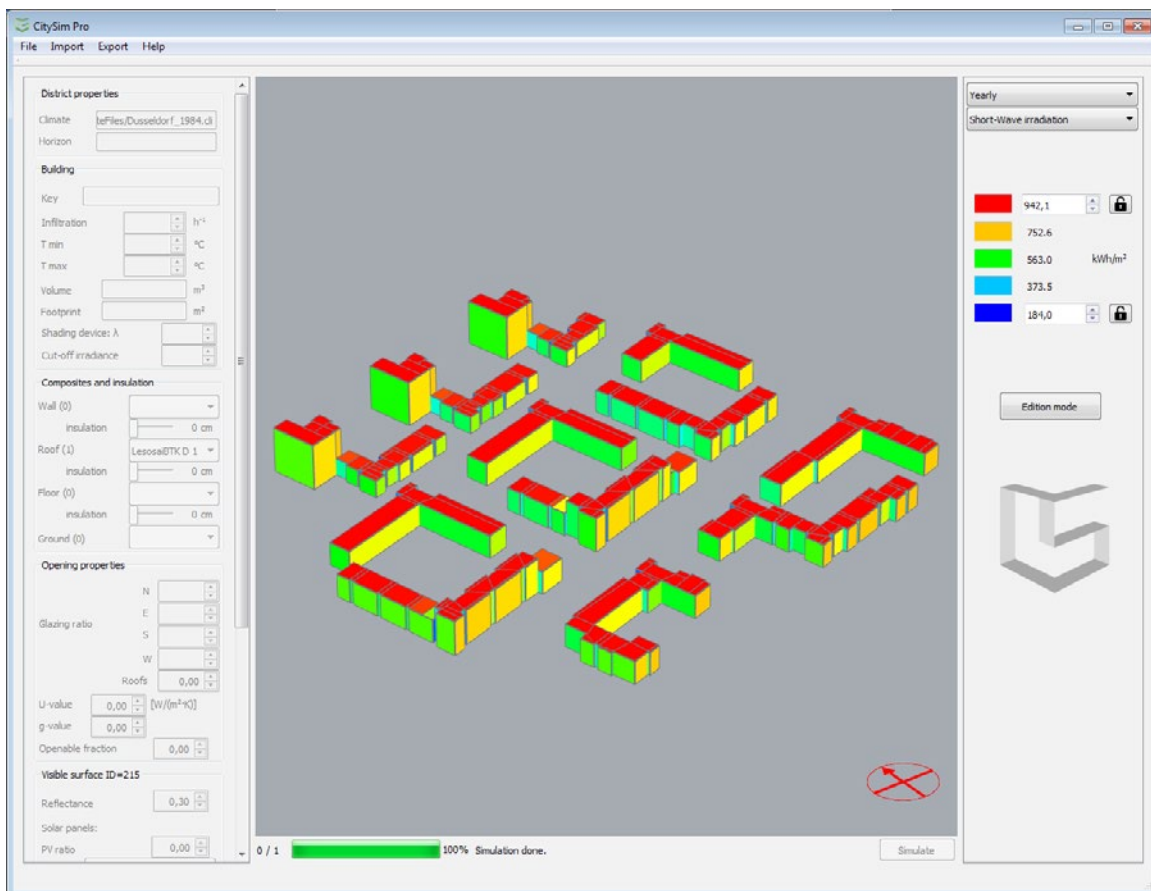 CitySim Pro
File Import Export Help
District properties
Climate teFiles/Dusseldorf_1984.cli
Horizon
Building
Key
Infiltration h⁻¹
T min °C
T max °C
Volume m³
Footprint m²
Shading device: λ
Cut-off irradiance
Composites and insulation
Wall (0)
insulation 0 cm
Roof (1) LesosaiBTK D 1
insulation 0 cm
Floor (0)
insulation 0 cm
Ground (0)
Opening properties
N
E
Glazing ratio
S
W
Roofs 0,00
U-value 0,00 [W/(m²·K)]
g-value 0,00
Openable fraction 0,00
Visible surface ID=215
Reflectance 0,30
Solar panels:
PV ratio 0,00
0 / 1 100% Simulation done. Simulate
Yearly
Short-Wave irradiation
942,1
752.6
563.0 kWh/m²
373.5
184,0
Edition mode